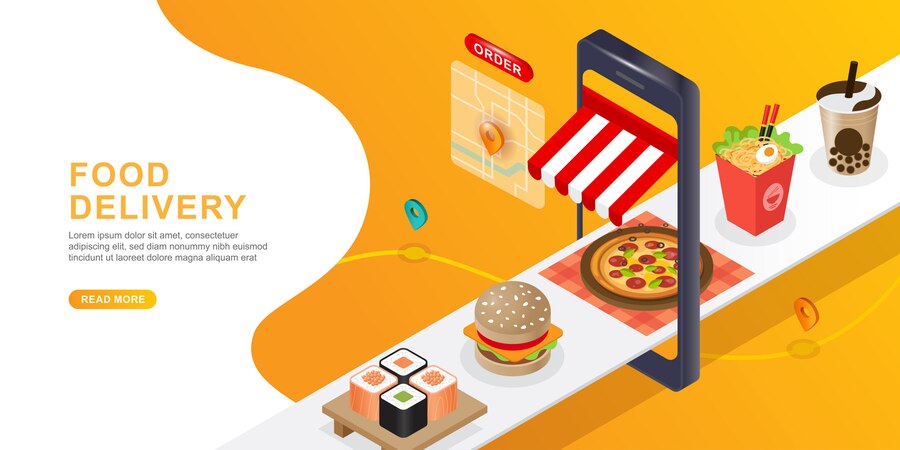 FOOD
DELIVERY
Lorem ipsum dolor sit amet, consectetuer
adipiscing elit, sed diam nonummy nibh euismod
tincidunt ut laoreet dolore magna aliquam erat
READ MORE
ORDER